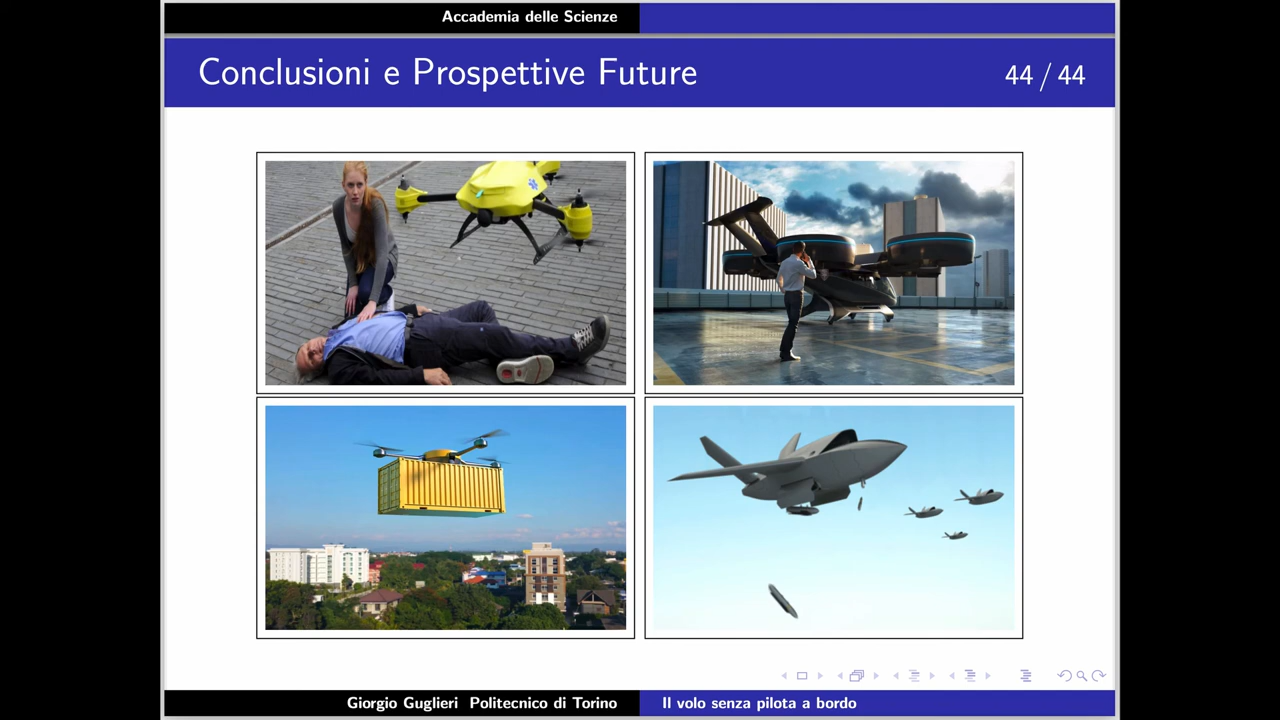 Accademia delle Scienze
Conclusioni e Prospettive Future
44 / 44
Giorgio Guglieri Politecnico di Torino
Il volo senza pilota a bordo